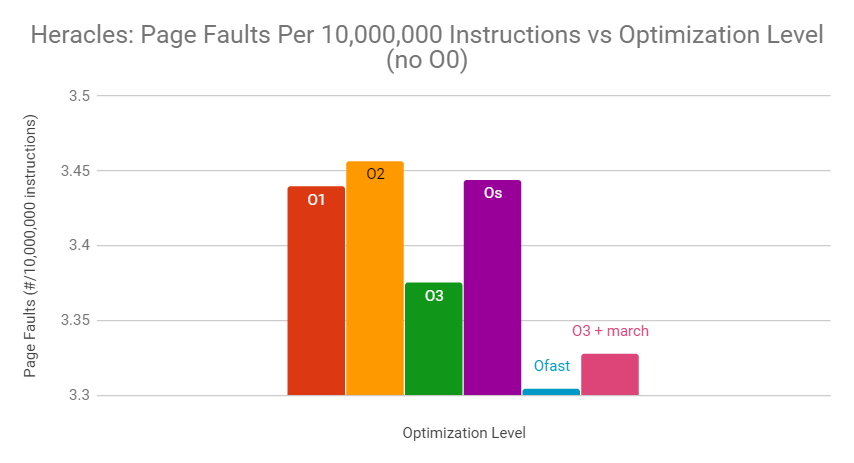 Heracles: Page Faults Per 10,000,000 Instructions vs Optimization Level
(no O0)
Page Faults (#/10,000,000 instructions)
3.5
3.45
3.4
3.35
3.3
O1
O2
O3
Os
Ofast
O3 + march
Optimization Level